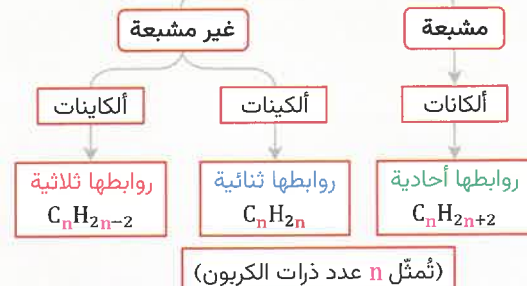 مشبعة
غير مشبعة
ألكانات
ألكينات
ألكاينات
روابطها أحادية
CₙH₂ₙ₊₂
روابطها ثنائية
CₙH₂ₙ
روابطها ثلاثية
CₙH₂ₙ₋₂
(تُمثّل n عدد ذرات الكربون)